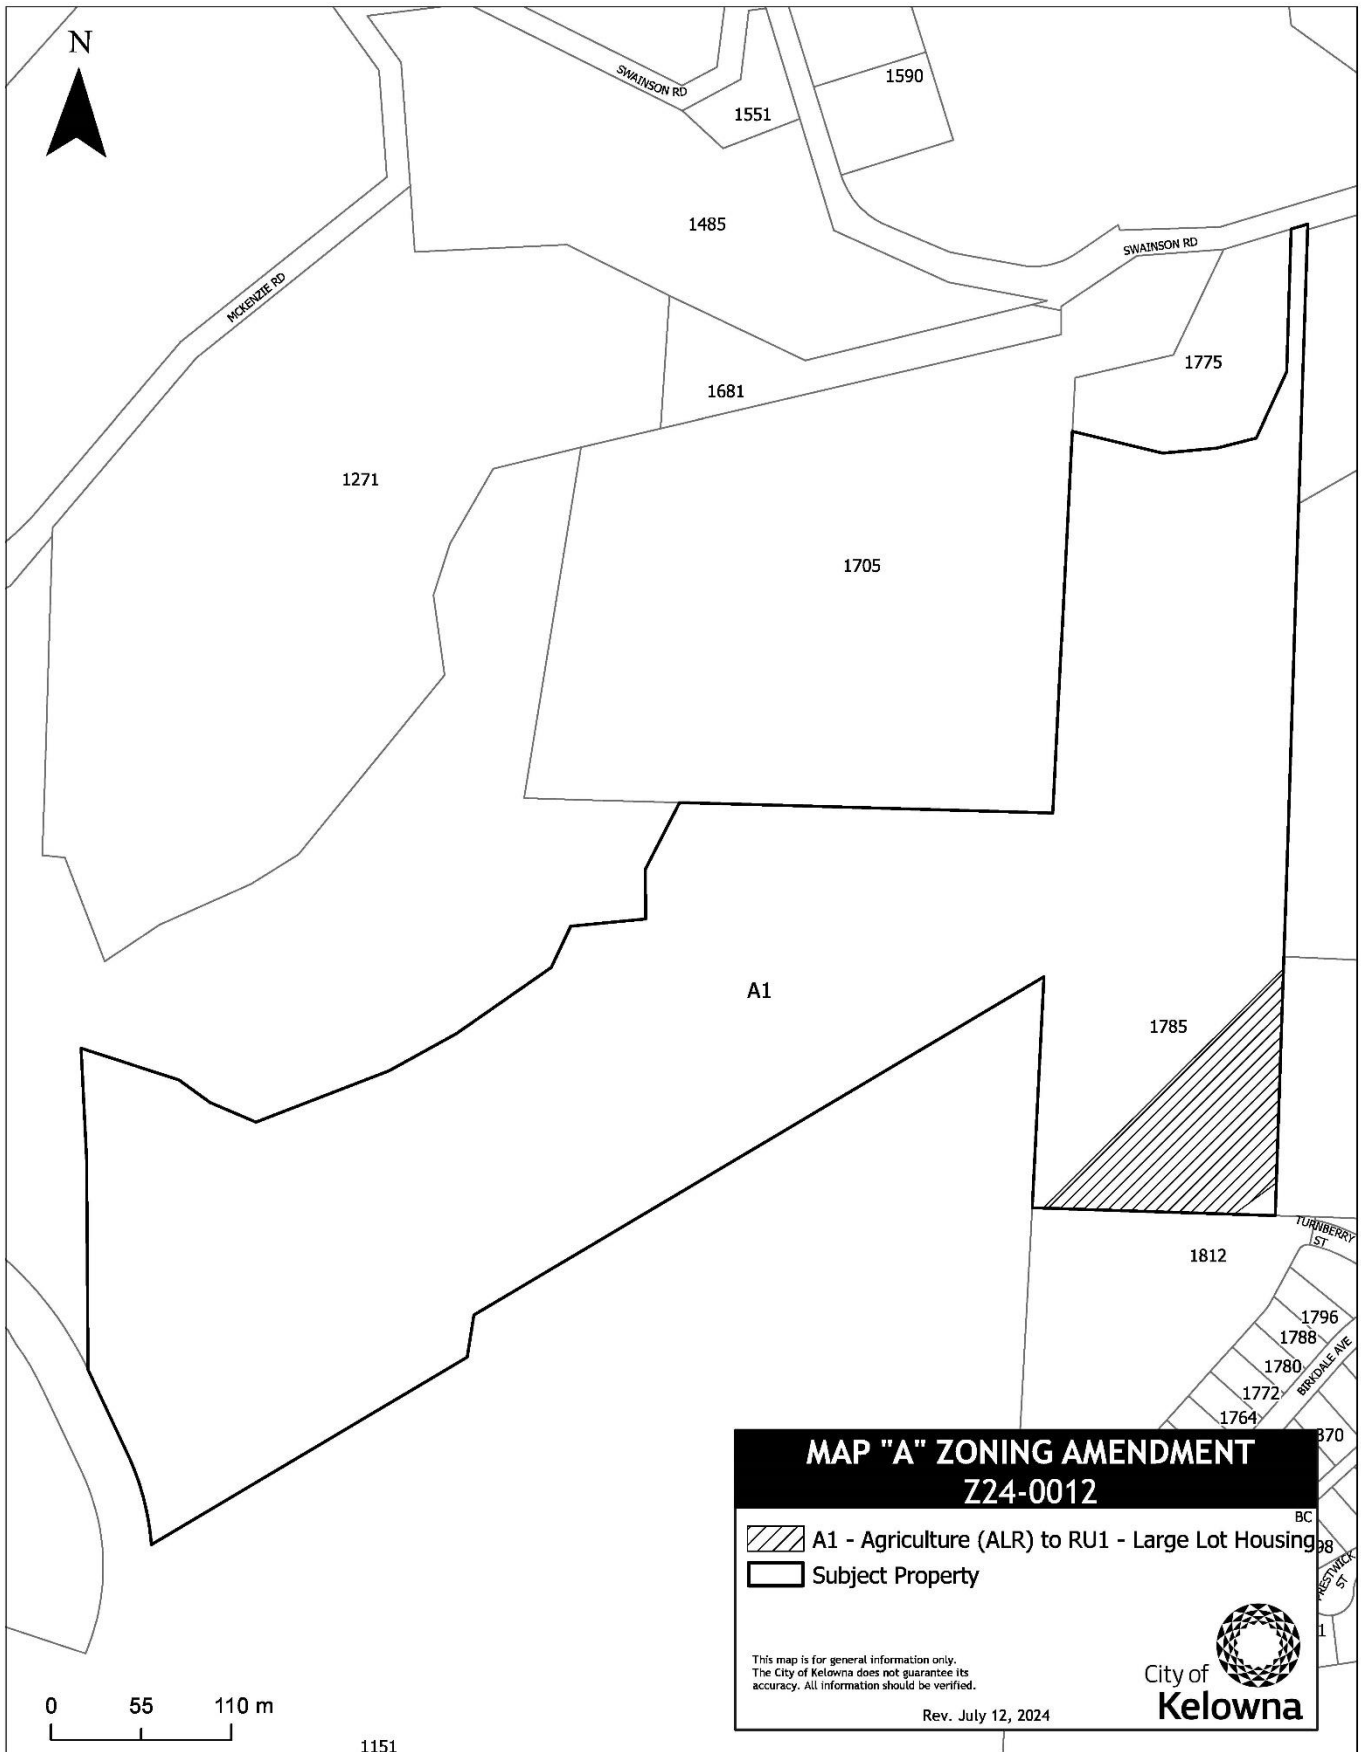 N
SWAINSON RD
1590
1551
1485
SWAINSON RD
MCKENZIE RD
1775
1681
1271
1705
A1
1785
TURNBERRY
ST
1812
1796
1788
1780
BIRKDALE AVE
1772
1764
370
MAP "A" ZONING AMENDMENT
Z24-0012
BC
A1 - Agriculture (ALR) to RU1 - Large Lot Housing
98
Subject Property
RESTWICK
ST
1
This map is for general information only.
The City of Kelowna does not guarantee its
accuracy. All information should be verified.
City of
Kelowna
Rev. July 12, 2024
0 55 110 m
1151